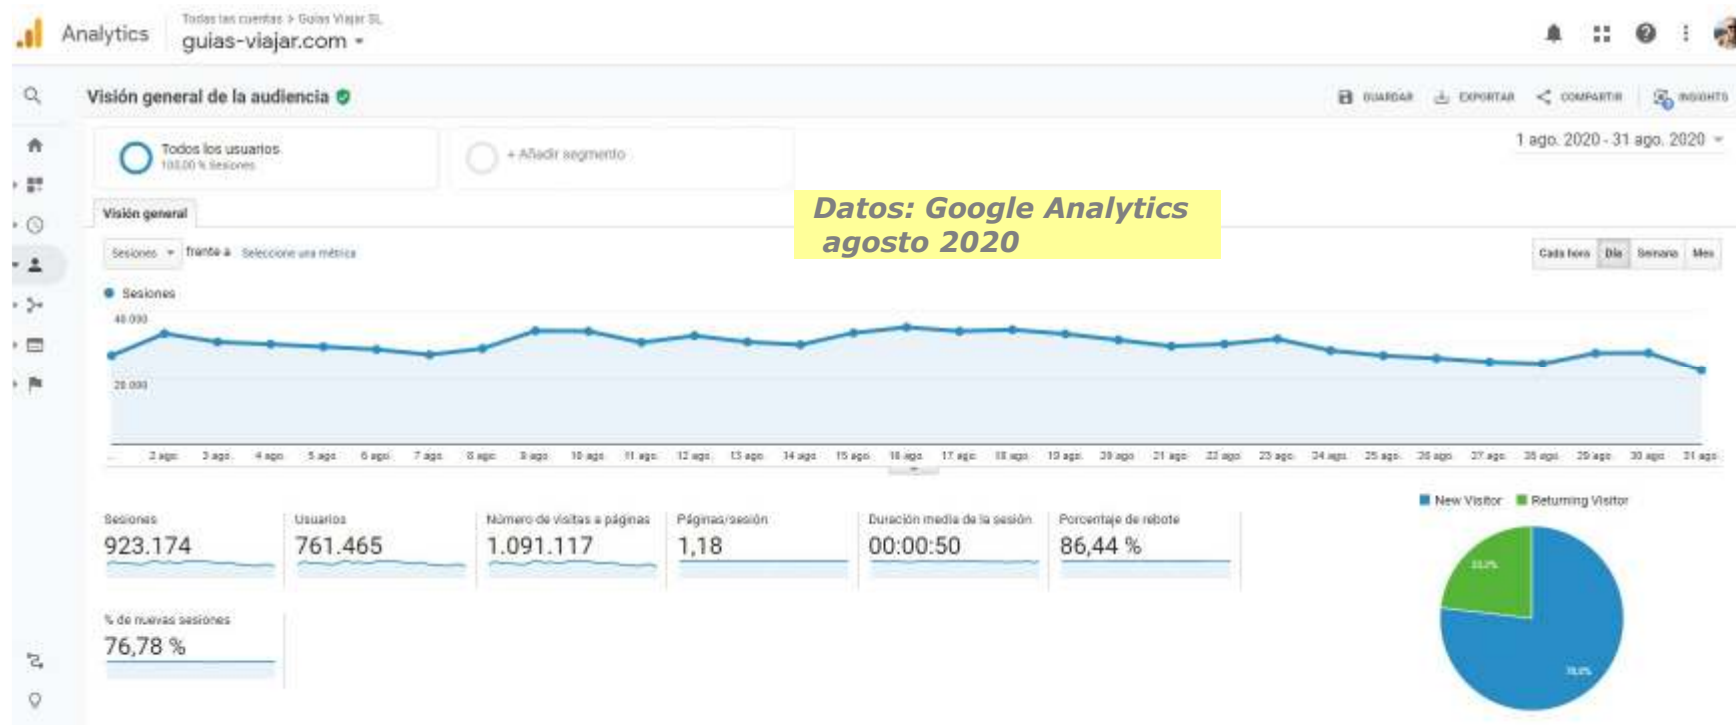 Todas las cuentas > Guias Viajar SL
Analytics
guias-viajar.com
Visión general de la audiencia
GUARDAR
EXPORTAR
COMPARTIR
INSIGHTS
1 ago. 2020 - 31 ago. 2020
Todos los usuarios
100,00 % Sesiones
+ Añadir segmento
Datos: Google Analytics
agosto 2020
Visión general
Sesiones frente a Seleccione una métrica
Cada hora Día Semana Mes
Sesiones
40.000
20.000
... 2 ago. 3 ago. 4 ago. 5 ago. 6 ago. 7 ago. 8 ago. 9 ago. 10 ago. 11 ago. 12 ago. 13 ago. 14 ago. 15 ago. 16 ago. 17 ago. 18 ago. 19 ago. 20 ago. 21 ago. 22 ago. 23 ago. 24 ago. 25 ago. 26 ago. 27 ago. 28 ago. 29 ago. 30 ago. 31 ago.
New Visitor Returning Visitor
Sesiones
923.174
Usuarios
761.465
Número de visitas a páginas
1.091.117
Páginas/sesión
1,18
Duración media de la sesión
00:00:50
Porcentaje de rebote
86,44 %
% de nuevas sesiones
76,78 %